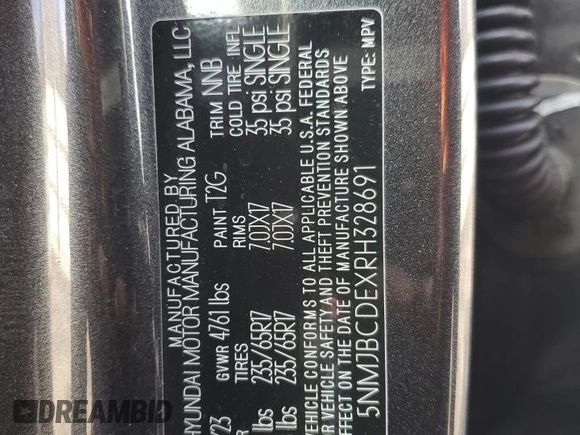 MANUFACTURED BY
HYUNDAI MOTOR MANUFACTURING ALABAMA, LLC
/23 GVWR 4761 lbs PAINT T2G TRIM NNB
TIRES RIMS COLD TIRE INFL
lbs 235/65R17 7.0JX17 35 psi SINGLE
lbs 235/65R17 7.0JX17 35 psi SINGLE
VEHICLE CONFORMS TO ALL APPLICABLE U.S.A. FEDERAL
VEHICLE SAFETY AND THEFT PREVENTION STANDARDS
EFFECT ON THE DATE OF MANUFACTURE SHOWN ABOVE
5NMJBCDEXRH328691 TYPE: MPV
DREAMBID